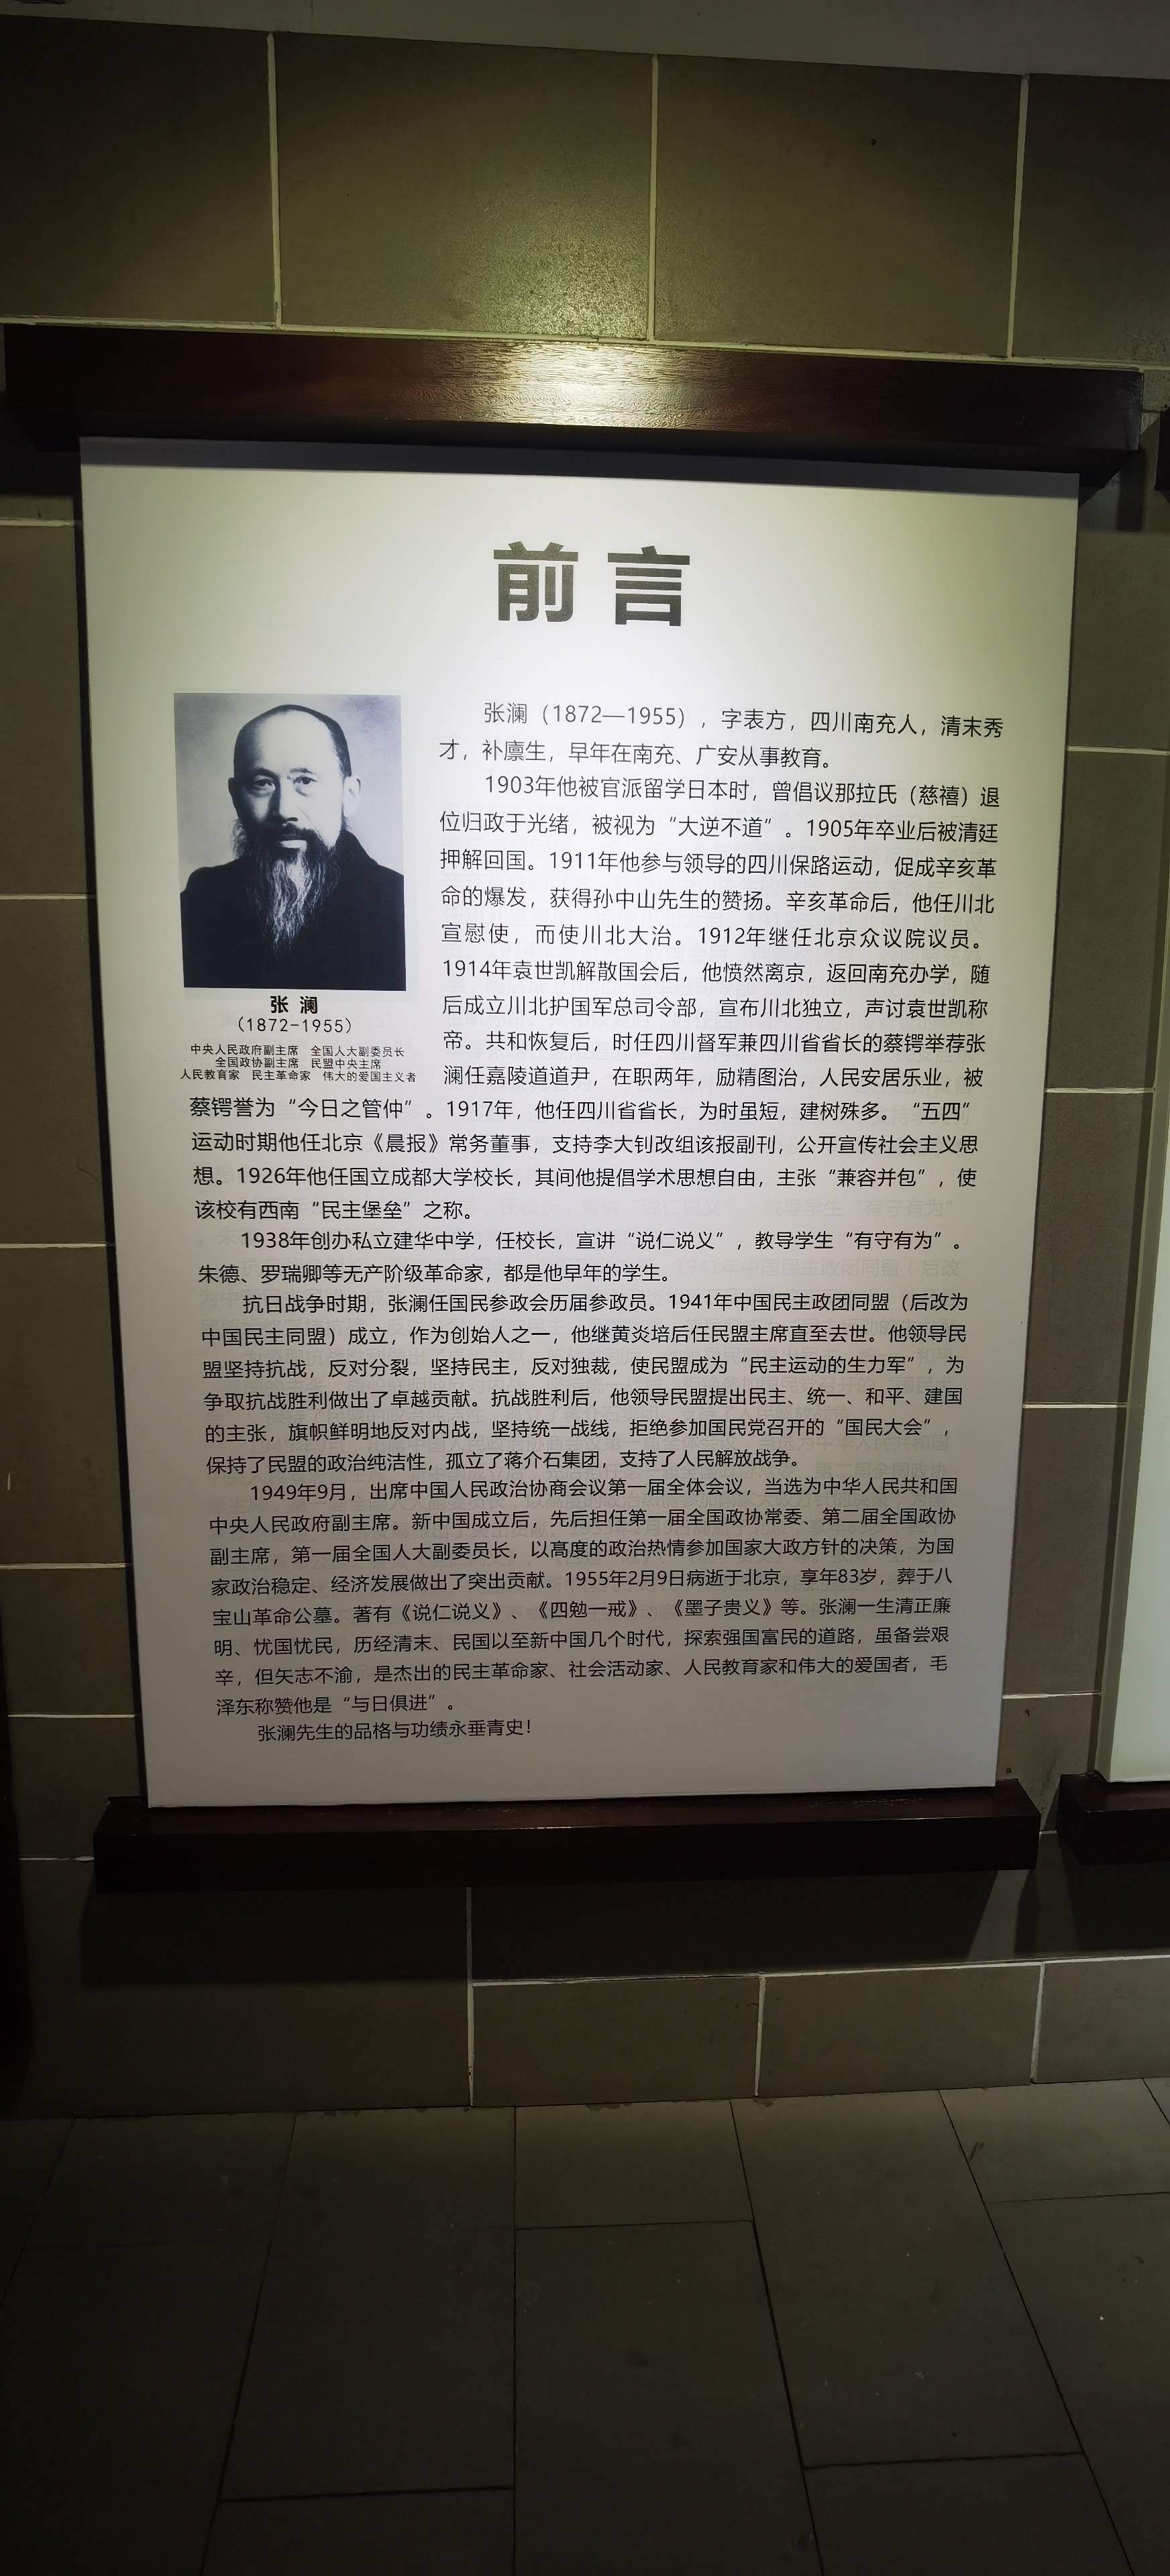 前言
张澜（1872—1955），字表方，四川南充人，清末秀
才，补廪生，早年在南充、广安从事教育。
1903年他被官派留学日本时，曾倡议那拉氏（慈禧）退
位归政于光绪，被视为“大逆不道”。1905年卒业后被清廷
押解回国。1911年他参与领导的四川保路运动，促成辛亥革
命的爆发，获得孙中山先生的赞扬。辛亥革命后，他任川北
宣慰使，而使川北大治。1912年继任北京众议院议员。
1914年袁世凯解散国会后，他愤然离京，返回南充办学，随
后成立川北护国军总司令部，宣布川北独立，声讨袁世凯称
帝。共和恢复后，时任四川督军兼四川省省长的蔡锷举荐张
澜任嘉陵道道尹，在职两年，励精图治，人民安居乐业，被
张 澜
（1872-1955）
中央人民政府副主席 全国人大副委员长
全国政协副主席 民盟中央主席
人民教育家 民主革命家 伟大的爱国主义者
蔡锷誉为“今日之管仲”。1917年，他任四川省省长，为时虽短，建树殊多。“五四”
运动时期他任北京《晨报》常务董事，支持李大钊改组该报副刊，公开宣传社会主义思
想。1926年他任国立成都大学校长，其间他提倡学术思想自由，主张“兼容并包”，使
该校有西南“民主堡垒”之称。
1938年创办私立建华中学，任校长，宣讲“说仁说义”，教导学生“有守有为”。
朱德、罗瑞卿等无产阶级革命家，都是他早年的学生。
抗日战争时期，张澜任国民参政会历届参政员。1941年中国民主政团同盟（后改为
中国民主同盟）成立，作为创始人之一，他继黄炎培后任民盟主席直至去世。他领导民
盟坚持抗战，反对分裂，坚持民主，反对独裁，使民盟成为“民主运动的生力军”，为
争取抗战胜利做出了卓越贡献。抗战胜利后，他领导民盟提出民主、统一、和平、建国
的主张，旗帜鲜明地反对内战，坚持统一战线，拒绝参加国民党召开的“国民大会”，
保持了民盟的政治纯洁性，孤立了蒋介石集团，支持了人民解放战争。
1949年9月，出席中国人民政治协商会议第一届全体会议，当选为中华人民共和国
中央人民政府副主席。新中国成立后，先后担任第一届全国政协常委、第二届全国政协
副主席，第一届全国人大副委员长，以高度的政治热情参加国家大政方针的决策，为国
家政治稳定、经济发展做出了突出贡献。1955年2月9日病逝于北京，享年83岁，葬于八
宝山革命公墓。著有《说仁说义》、《四勉一戒》、《墨子贵义》等。张澜一生清正廉
明、忧国忧民，历经清末、民国以至新中国几个时代，探索强国富民的道路，虽备尝艰
辛，但矢志不渝，是杰出的民主革命家、社会活动家、人民教育家和伟大的爱国者，毛
泽东称赞他是“与日俱进”。
张澜先生的品格与功绩永垂青史！